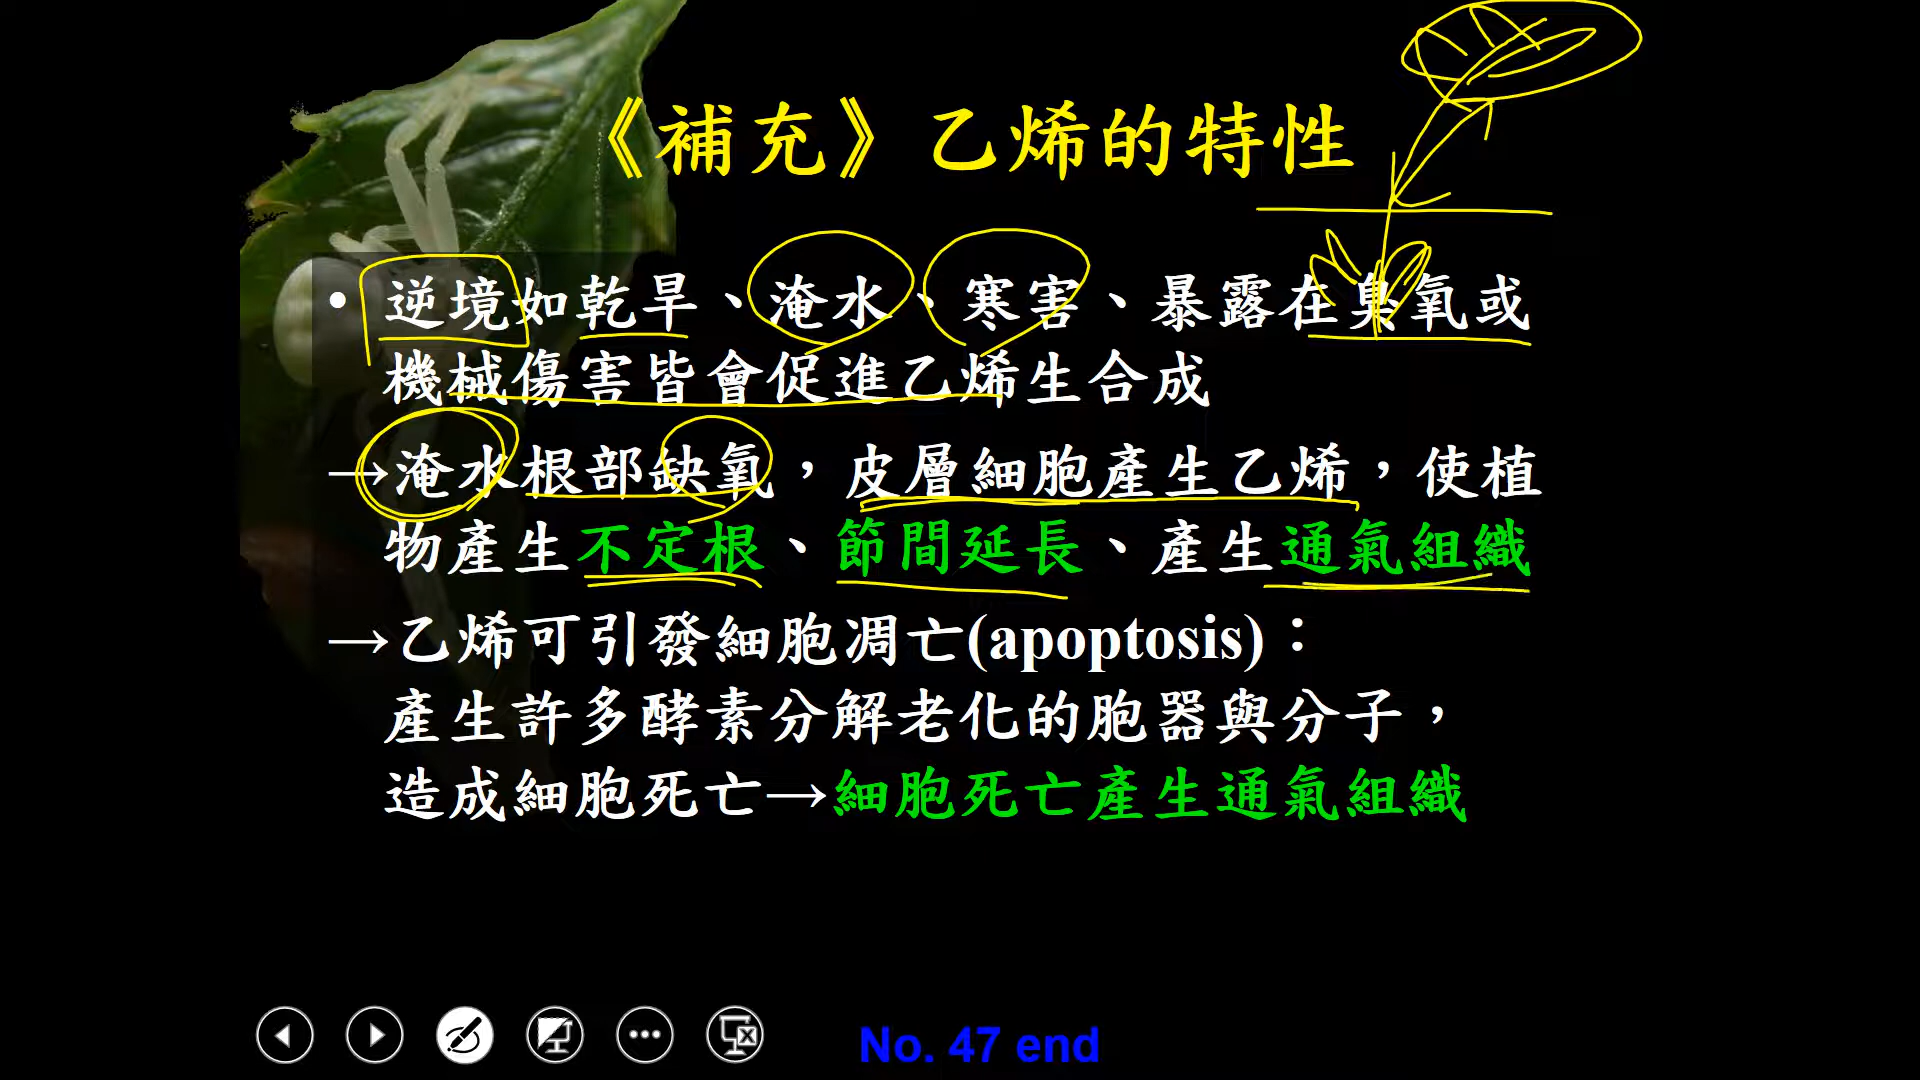 《補充》乙烯的特性
• 逆境如乾旱、淹水、寒害、暴露在臭氧或
機械傷害皆會促進乙烯生合成
→淹水根部缺氧，皮層細胞產生乙烯，使植
物產生不定根、節間延長、產生通氣組織
→乙烯可引發細胞凋亡(apoptosis)：
產生許多酵素分解老化的胞器與分子，
造成細胞死亡→細胞死亡產生通氣組織
No. 47 end